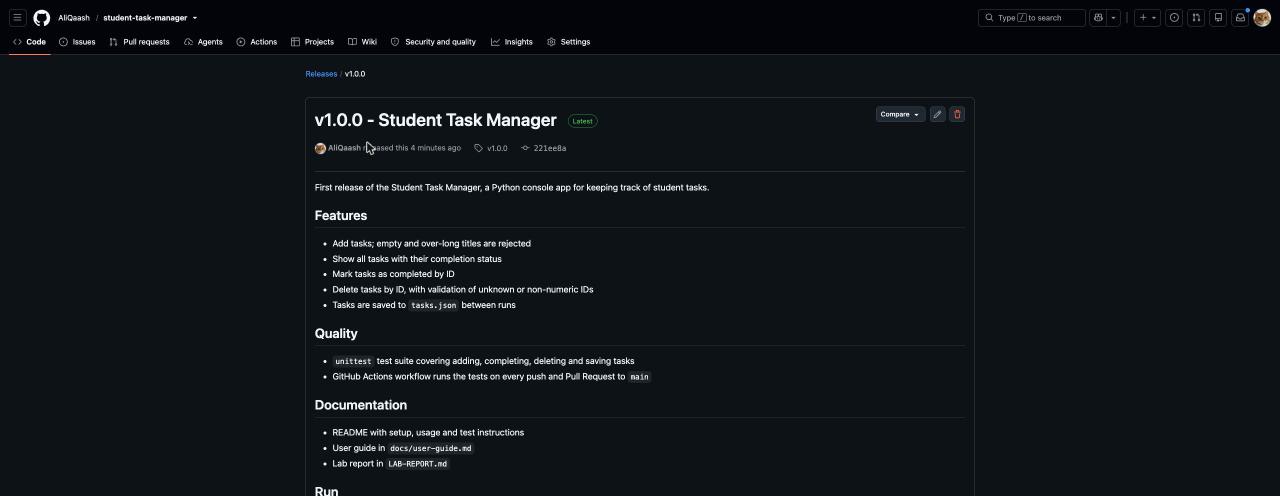 AliQaash / student-task-manager
Type / to search
Code Issues Pull requests Agents Actions Projects Wiki Security and quality Insights Settings
Releases / v1.0.0
v1.0.0 - Student Task Manager Latest
Compare
AliQaash released this 4 minutes ago v1.0.0 221ee8a
First release of the Student Task Manager, a Python console app for keeping track of student tasks.
Features
• Add tasks; empty and over-long titles are rejected
• Show all tasks with their completion status
• Mark tasks as completed by ID
• Delete tasks by ID, with validation of unknown or non-numeric IDs
• Tasks are saved to tasks.json between runs
Quality
• unittest test suite covering adding, completing, deleting and saving tasks
• GitHub Actions workflow runs the tests on every push and Pull Request to main
Documentation
• README with setup, usage and test instructions
• User guide in docs/user-guide.md
• Lab report in LAB-REPORT.md
Run